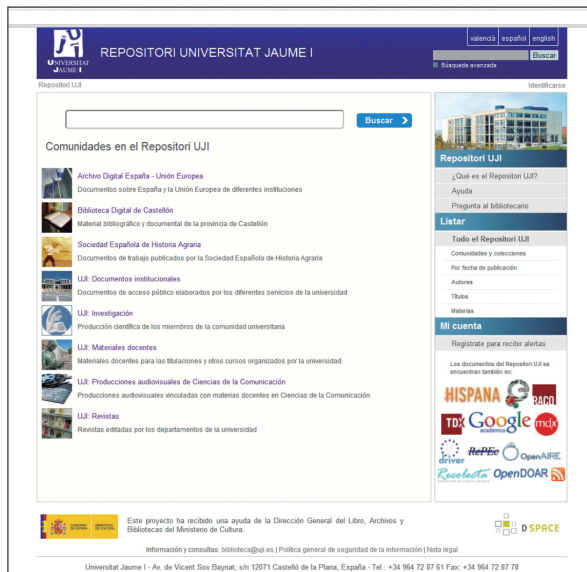 valencià | español | english
UNIVERSITAT
JAUME·I
REPOSITORI UNIVERSITAT JAUME I
Buscar
Búsqueda avanzada
Repositori UJI
Identificarse
Buscar
Comunidades en el Repositori UJI
Archivo Digital España - Unión Europea
Documentos sobre España y la Unión Europea de diferentes instituciones
Biblioteca Digital de Castellón
Material bibliográfico y documental de la provincia de Castellón
Sociedad Española de Historia Agraria
Documentos de trabajo publicados por la Sociedad Española de Historia Agraria
UJI: Documentos institucionales
Documentos de acceso público elaborados por los diferentes servicios de la universidad
UJI: Investigación
Producción científica de los miembros de la comunidad universitaria
UJI: Materiales docentes
Materiales docentes para las titulaciones y otros cursos organizados por la universidad
UJI: Producciones audiovisuales de Ciencias de la Comunicación
Producciones audiovisuales vinculadas con materias docentes en Ciencias de la Comunicación
UJI: Revistas
Revistas editadas por los departamentos de la universidad
Repositori UJI
¿Qué es el Repositori UJI?
Ayuda
Pregunta al bibliotecario
Listar
Todo el Repositori UJI
Comunidades y colecciones
Por fecha de publicación
Autores
Títulos
Materias
Mi cuenta
Regístrate para recibir alertas
Los documentos del Repositori UJI se
encuentran también en:
HISPANA
RACO
TDX Google mdx
académico
driver RePEc OpenAIRE
Recolecta OpenDOAR
GOBIERNO DE ESPAÑA
MINISTERIO DE CULTURA
Este proyecto ha recibido una ayuda de la Dirección General del Libro, Archivos y
Bibliotecas del Ministerio de Cultura.
DSPACE
Información y consultas: biblioteca@uji.es | Política general de seguridad de la información | Nota legal
Universitat Jaume I - Av. de Vicent Sos Baynat, s/n 12071 Castelló de la Plana, España - Tel.: +34 964 72 87 61 Fax: +34 964 72 87 78